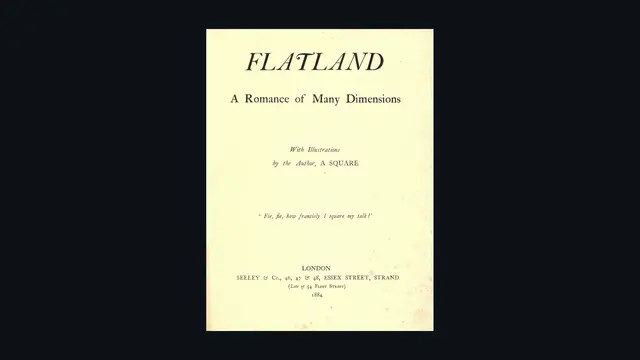 FLATLAND
A Romance of Many Dimensions
With Illustrations
by the Author, A SQUARE
"Fie, fie, how franticly I square my talk!"
LONDON
SEELEY & Co., 46, 47 & 48, ESSEX STREET, STRAND
(Late of 54 Fleet Street)
1884